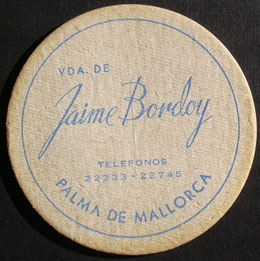 VDA. DE
Jaime Bordoy
TELEFONOS
22333 - 22745
PALMA DE MALLORCA